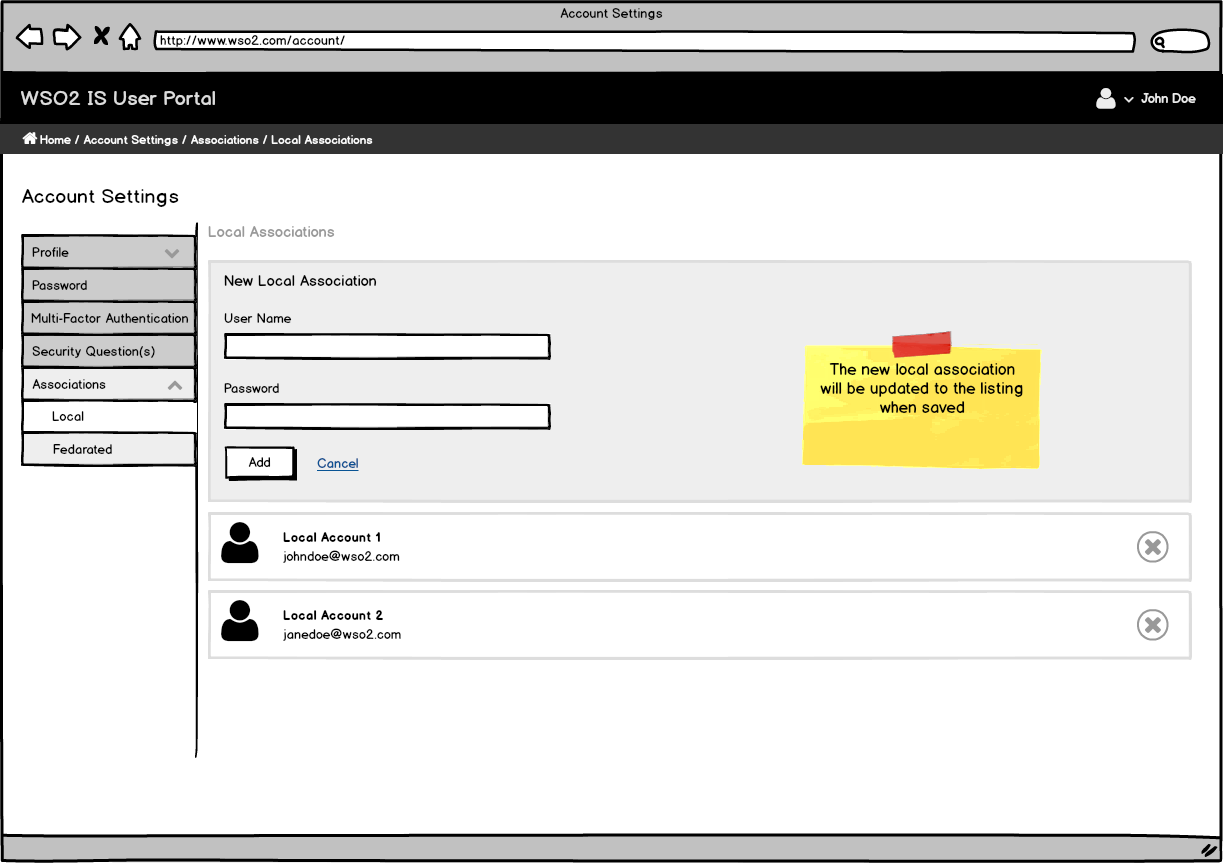 Account Settings
http://www.wso2.com/account/
WSO2 IS User Portal
John Doe
Home / Account Settings / Associations / Local Associations
Account Settings
Profile
Password
Multi-Factor Authentication
Security Question(s)
Associations
Local
Fedarated
Local Associations
New Local Association
User Name
Password
Add
Cancel
The new local association
will be updated to the listing
when saved
Local Account 1
johndoe@wso2.com
Local Account 2
janedoe@wso2.com